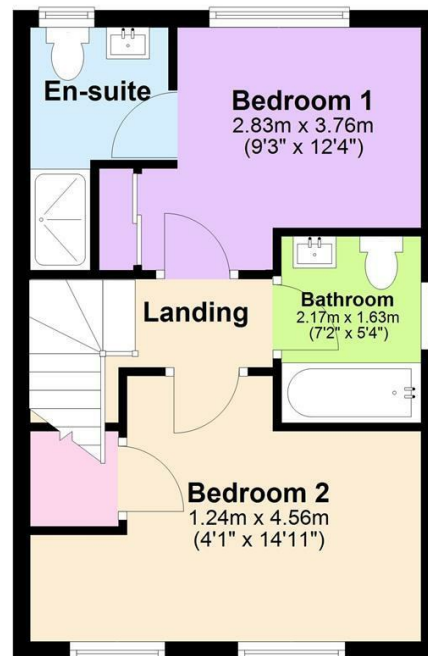 En-suite
Bedroom 1
2.83m x 3.76m
(9'3" x 12'4")
Landing
Bathroom
2.17m x 1.63m
(7'2" x 5'4")
Bedroom 2
1.24m x 4.56m
(4'1" x 14'11")